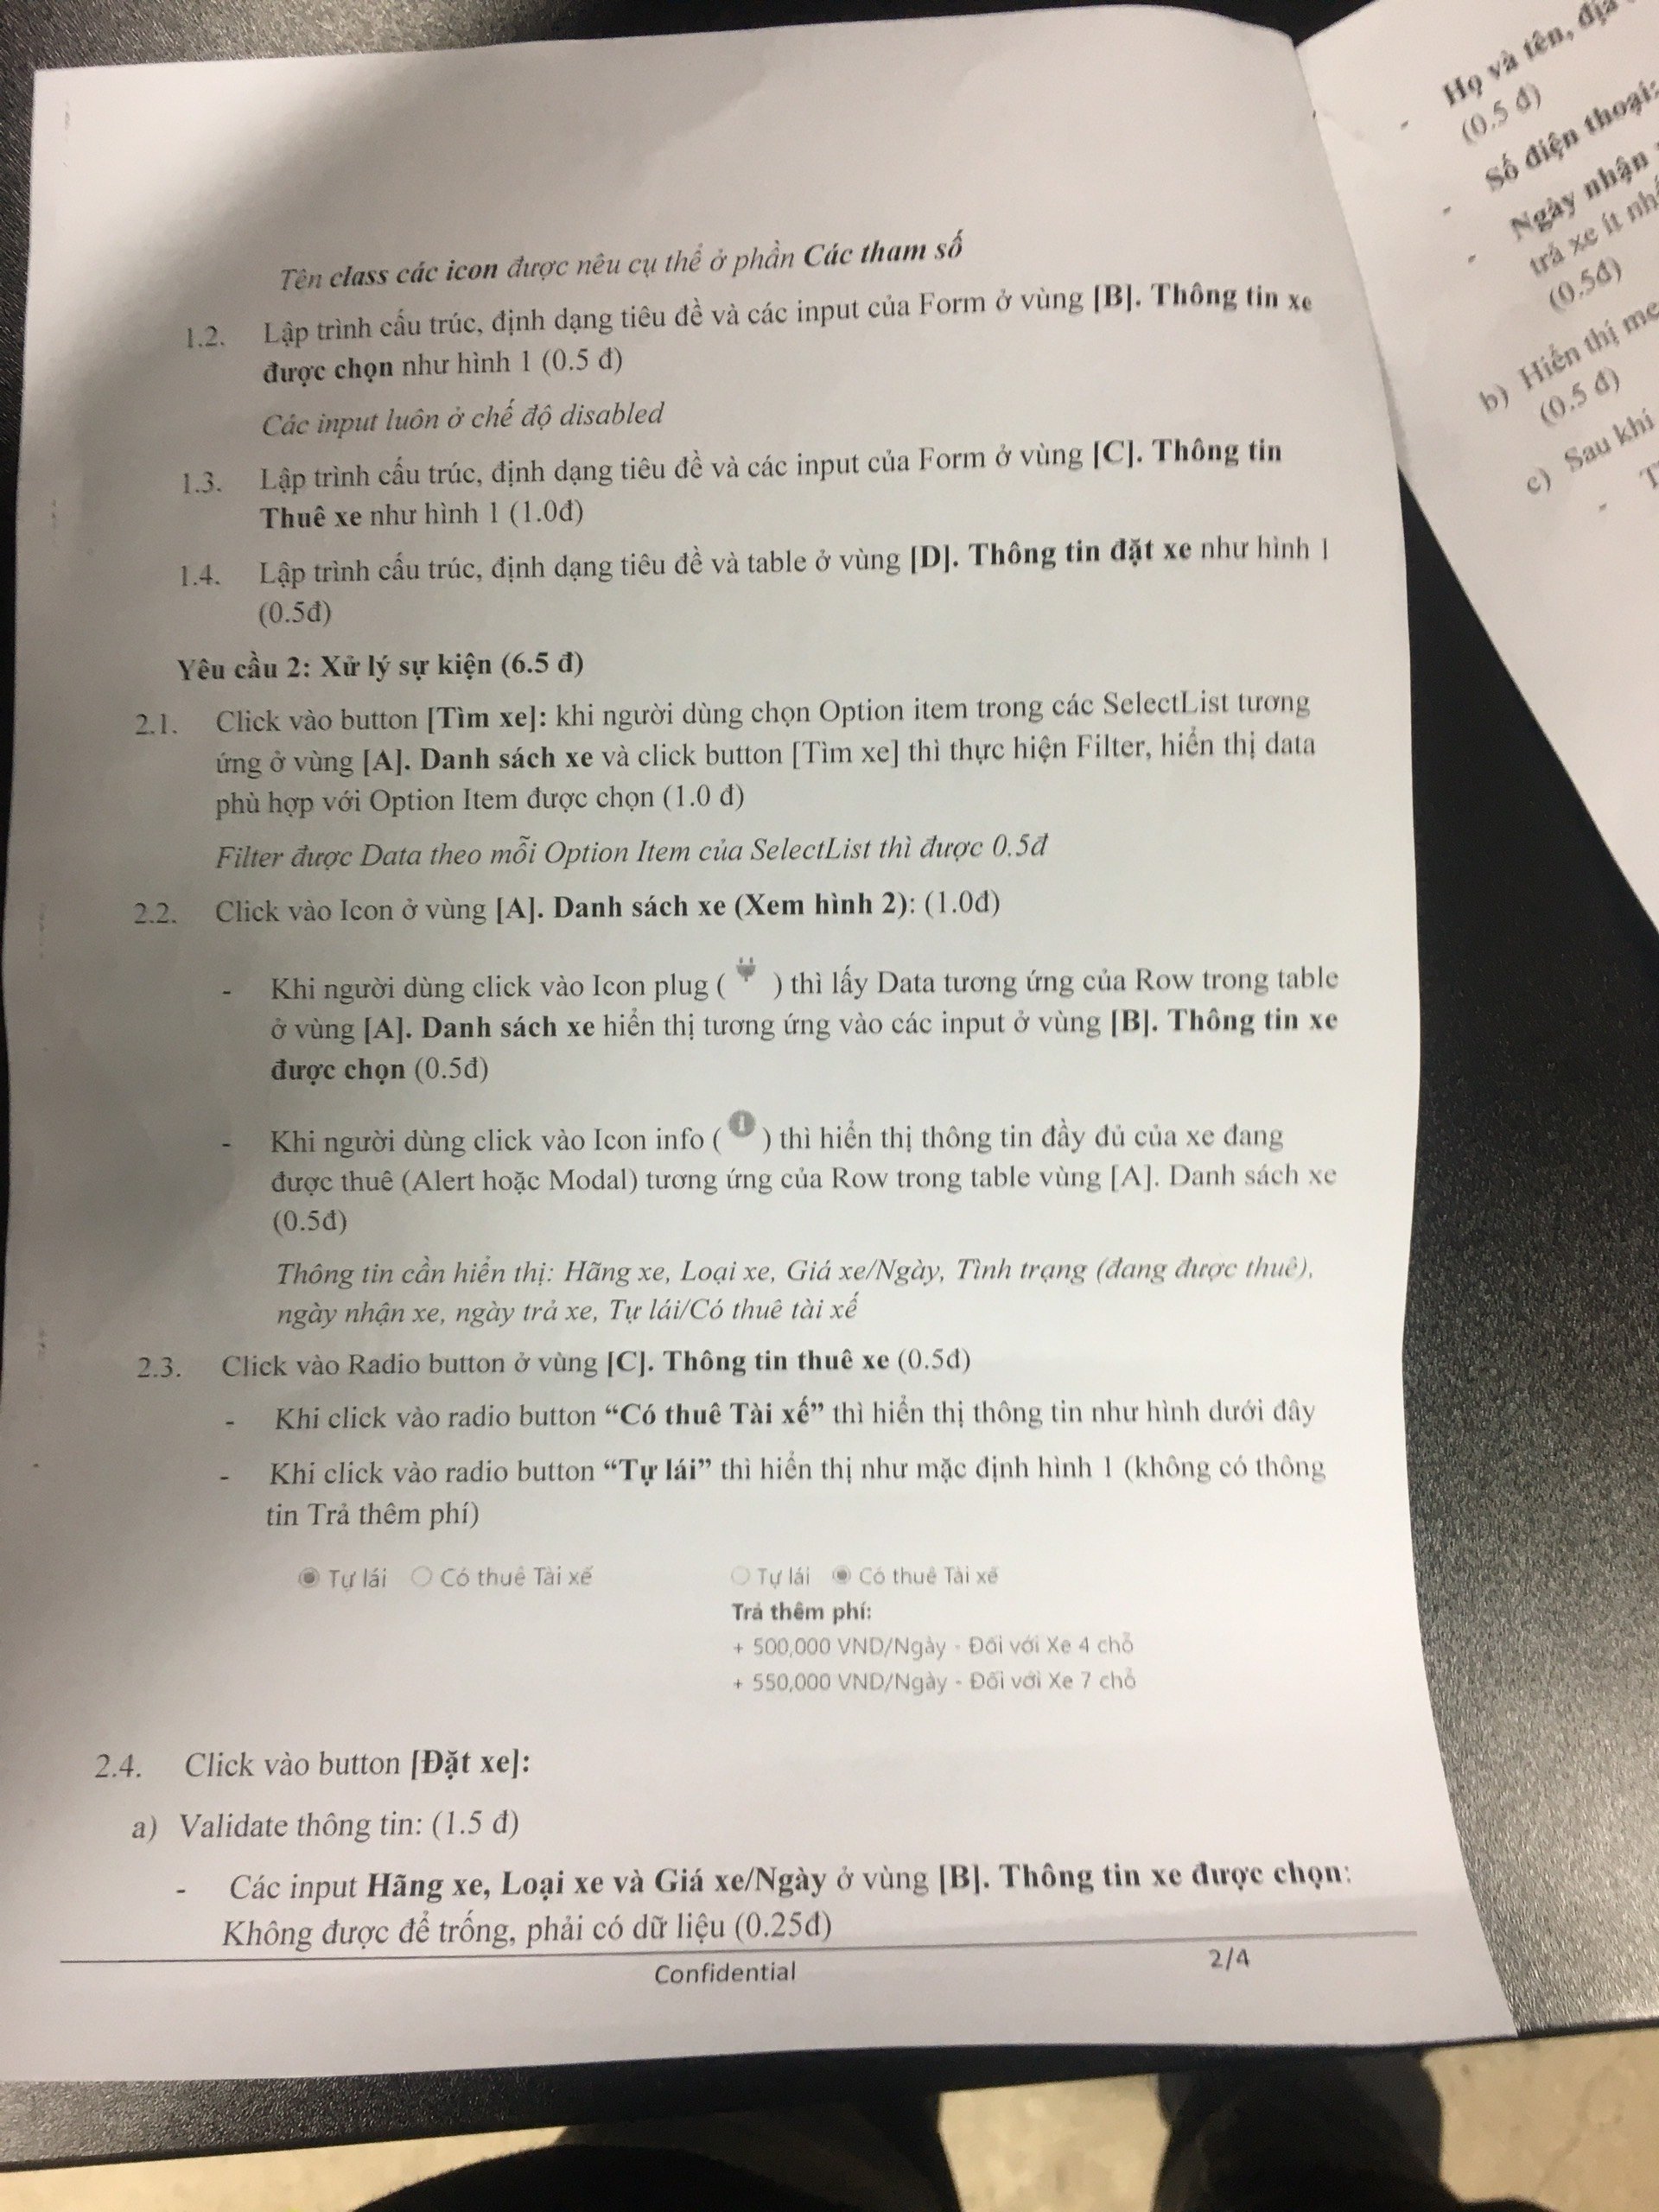 Tên class các icon được nêu cụ thể ở phần Các tham số
1.2. Lập trình cấu trúc, định dạng tiêu đề và các input của Form ở vùng [B]. Thông tin xe
được chọn như hình 1 (0.5 đ)
Các input luôn ở chế độ disabled
1.3. Lập trình cấu trúc, định dạng tiêu đề và các input của Form ở vùng [C]. Thông tin
Thuê xe như hình 1 (1.0đ)
1.4. Lập trình cấu trúc, định dạng tiêu đề và table ở vùng [D]. Thông tin đặt xe như hình 1
(0.5đ)
Yêu cầu 2: Xử lý sự kiện (6.5 đ)
2.1. Click vào button [Tìm xe]: khi người dùng chọn Option item trong các SelectList tương
ứng ở vùng [A]. Danh sách xe và click button [Tìm xe] thì thực hiện Filter, hiển thị data
phù hợp với Option Item được chọn (1.0 đ)
Filter được Data theo mỗi Option Item của SelectList thì được 0.5đ
2.2. Click vào Icon ở vùng [A]. Danh sách xe (Xem hình 2): (1.0đ)
- Khi người dùng click vào Icon plug ( ) thì lấy Data tương ứng của Row trong table
ở vùng [A]. Danh sách xe hiển thị tương ứng vào các input ở vùng [B]. Thông tin xe
được chọn (0.5đ)
- Khi người dùng click vào Icon info ( ) thì hiển thị thông tin đầy đủ của xe đang
được thuê (Alert hoặc Modal) tương ứng của Row trong table vùng [A]. Danh sách xe
(0.5đ)
Thông tin cần hiển thị: Hãng xe, Loại xe, Giá xe/Ngày, Tình trạng (đang được thuê),
ngày nhận xe, ngày trả xe, Tự lái/Có thuê tài xế
2.3. Click vào Radio button ở vùng [C]. Thông tin thuê xe (0.5đ)
- Khi click vào radio button “Có thuê Tài xế” thì hiển thị thông tin như hình dưới đây
- Khi click vào radio button “Tự lái” thì hiển thị như mặc định hình 1 (không có thông
tin Trả thêm phí)
Tự lái Có thuê Tài xế
Tự lái Có thuê Tài xế
Trả thêm phí:
+ 500,000 VND/Ngày - Đối với Xe 4 chỗ
+ 550,000 VND/Ngày - Đối với Xe 7 chỗ
2.4. Click vào button [Đặt xe]:
a) Validate thông tin: (1.5 đ)
- Các input Hãng xe, Loại xe và Giá xe/Ngày ở vùng [B]. Thông tin xe được chọn:
Không được để trống, phải có dữ liệu (0.25đ)
Confidential 2/4
- Họ và tên, địa
(0.5 đ)
- Số điện thoại:
- Ngày nhận
trả xe ít
(0.5đ)
b) Hiển thị
(0.5 đ)
c) Sau khi
-